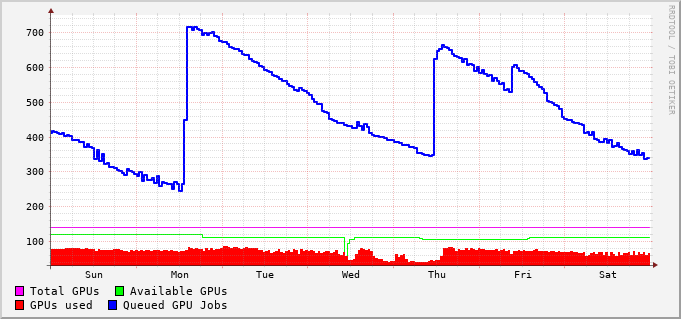 RRDTOOL / TOBI OETIKER
700
600
500
400
300
200
100
Sun Mon Tue Wed Thu Fri Sat
Total GPUs Available GPUs
GPUs used Queued GPU Jobs